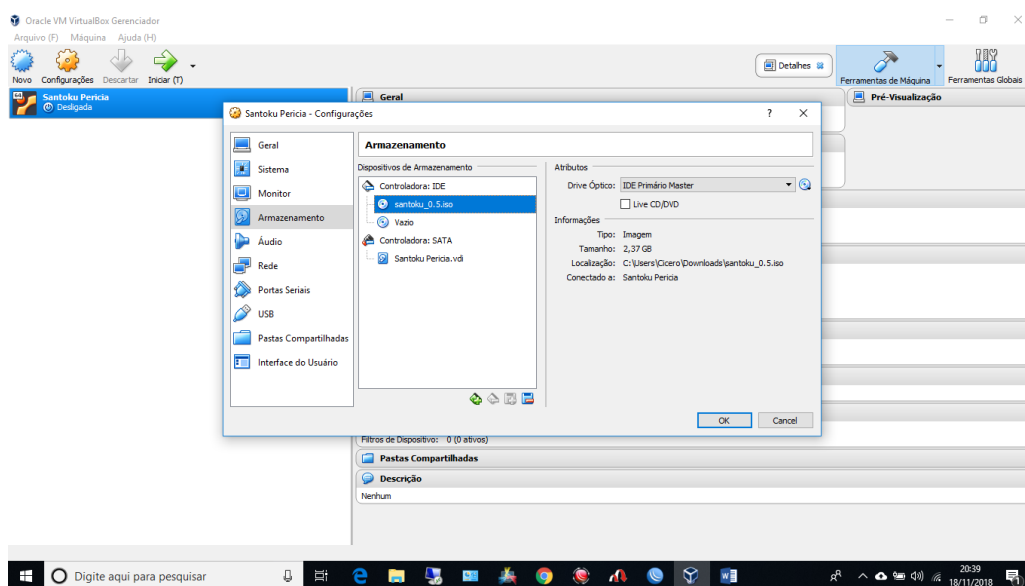 Oracle VM VirtualBox Gerenciador
Arquivo (F) Máquina Ajuda (H)
Novo Configurações Descartar Iniciar (T)
Detalhes
Ferramentas de Máquina Ferramentas Globais
Santoku Pericia
Desligada
Geral
Pré-Visualização
Santoku Pericia - Configurações ? ×
Geral
Sistema
Monitor
Armazenamento
Áudio
Rede
Portas Seriais
USB
Pastas Compartilhadas
Interface do Usuário
Armazenamento
Dispositivos de Armazenamento
Controladora: IDE
santoku_0.5.iso
Vazio
Controladora: SATA
Santoku Pericia.vdi
Atributos
Drive Óptico: IDE Primário Master
Live CD/DVD
Informações
Tipo: Imagem
Tamanho: 2,37 GB
Localização: C:\Users\Cicero\Downloads\santoku_0.5.iso
Conectado a: Santoku Pericia
OK Cancel
Filtros de Dispositivo: 0 (0 ativos)
Pastas Compartilhadas
Descrição
Nenhum
Digite aqui para pesquisar
20:39
18/11/2018